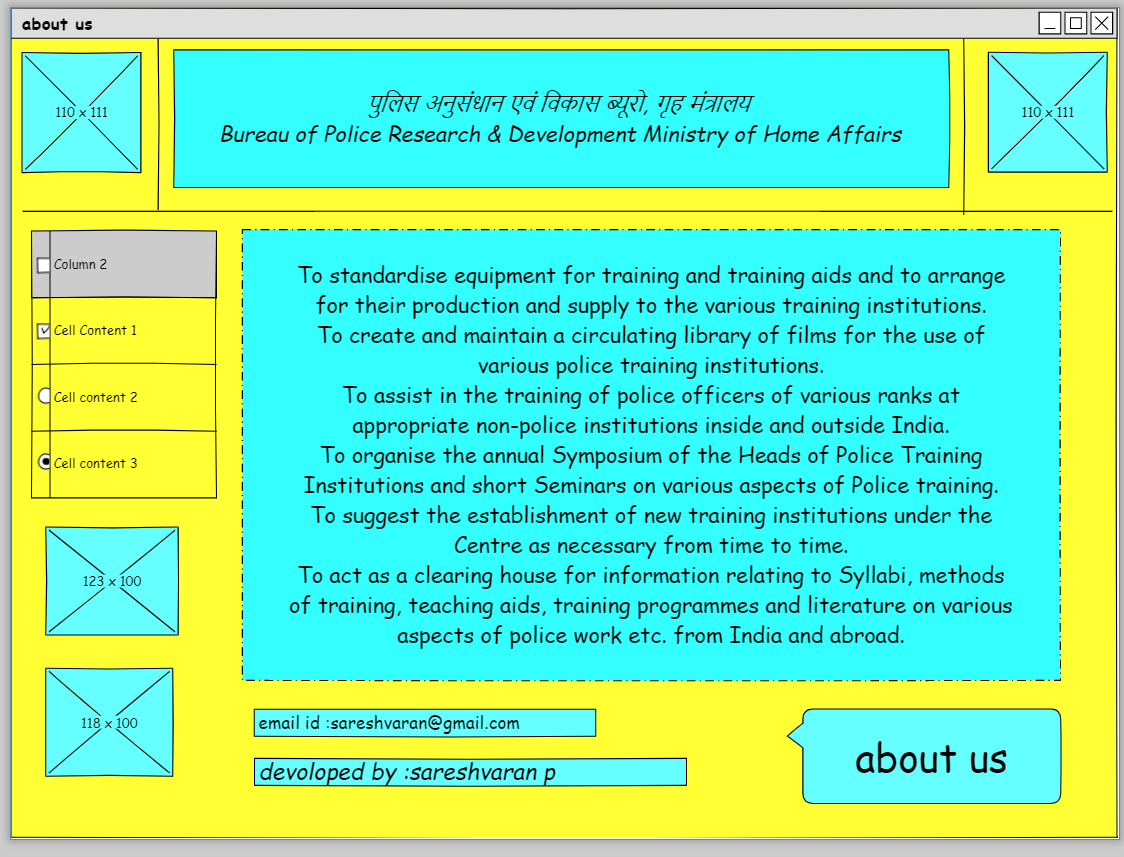 about us
110 x 111
पुलिस अनुसंधान एवं विकास ब्यूरो, गृह मंत्रालय
Bureau of Police Research & Development Ministry of Home Affairs
110 x 111
Column 2
Cell Content 1
Cell content 2
Cell content 3
123 x 100
118 x 100
To standardise equipment for training and training aids and to arrange
for their production and supply to the various training institutions.
To create and maintain a circulating library of films for the use of
various police training institutions.
To assist in the training of police officers of various ranks at
appropriate non-police institutions inside and outside India.
To organise the annual Symposium of the Heads of Police Training
Institutions and short Seminars on various aspects of Police training.
To suggest the establishment of new training institutions under the
Centre as necessary from time to time.
To act as a clearing house for information relating to Syllabi, methods
of training, teaching aids, training programmes and literature on various
aspects of police work etc. from India and abroad.
email id :sareshvaran@gmail.com
devoloped by :sareshvaran p
about us